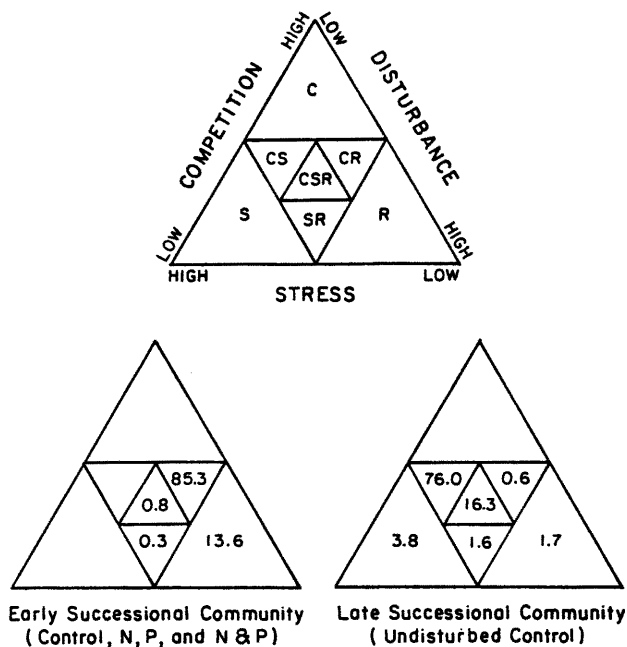 HIGH LOW
COMPETITION
DISTURBANCE
C
CS CR
CSR
S SR R
LOW HIGH
HIGH LOW
STRESS
85.3
0.8
0.3 13.6
Early Successional Community
(Control, N, P, and N & P)
76.0 0.6
16.3
3.8 1.6 1.7
Late Successional Community
(Undisturbed Control)